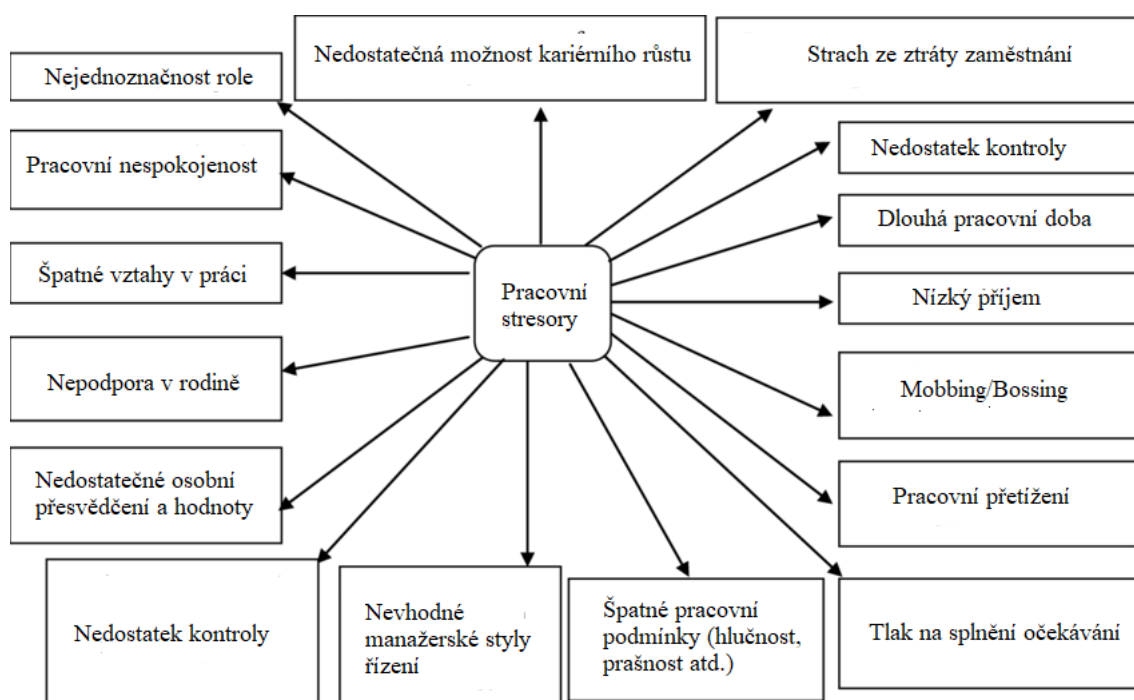 Nedostatečná možnost kariérního růstu
Strach ze ztráty zaměstnání
Nejednoznačnost role
Nedostatek kontroly
Pracovní nespokojenost
Dlouhá pracovní doba
Špatné vztahy v práci
Pracovní
stresory
Nízký příjem
Nepodpora v rodině
Mobbing/Bossing
Nedostatečné osobní
přesvědčení a hodnoty
Pracovní přetížení
Nedostatek kontroly
Nevhodné
manažerské styly
řízení
Špatné pracovní
podmínky (hlučnost,
prašnost atd.)
Tlak na splnění očekávání